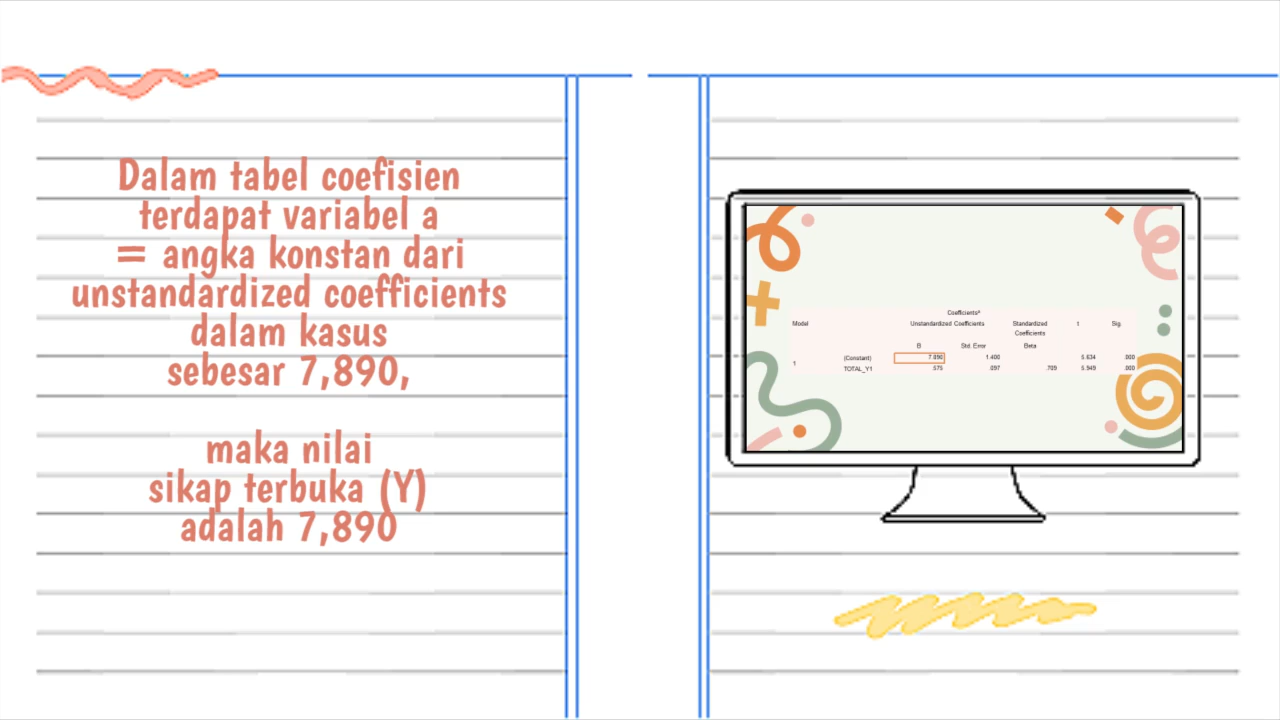 Dalam tabel coefisien
terdapat variabel a
= angka konstan dari
unstandardized coefficients
dalam kasus
sebesar 7,890,
maka nilai
sikap terbuka (Y)
adalah 7,890
Coefficientsᵃ
Model Unstandardized Coefficients Standardized Coefficients t Sig.
B Std. Error Beta
1 (Constant) 7.890 1.400 5.634 .000
TOTAL_Y1 .575 .097 .709 5.949 .000